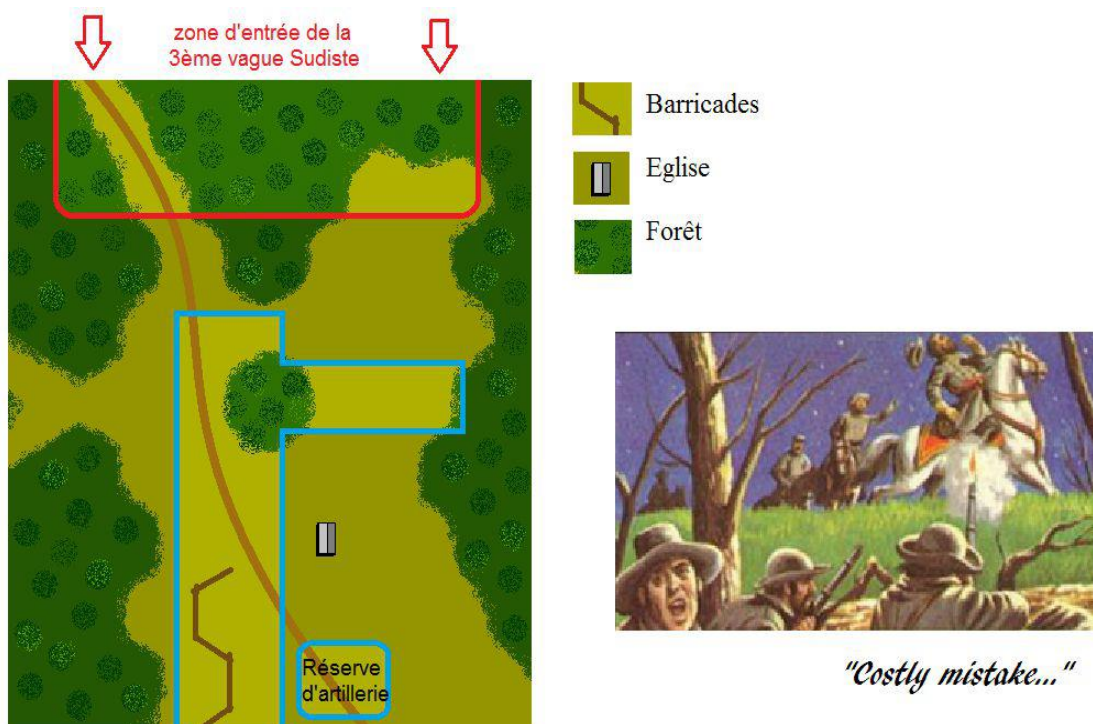 zone d'entrée de la
3ème vague Sudiste
Barricades
Eglise
Forêt
Réserve
d'artillerie
"Costly mistake..."